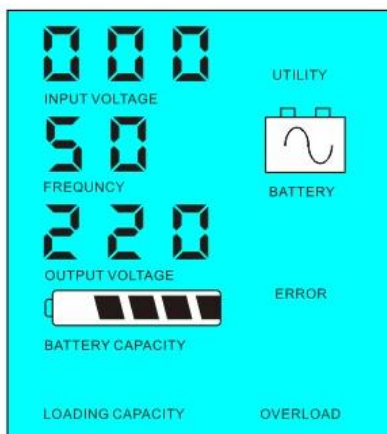 000
UTILITY
INPUT VOLTAGE
50
FREQUNCY
BATTERY
220
OUTPUT VOLTAGE
ERROR
BATTERY CAPACITY
LOADING CAPACITY
OVERLOAD